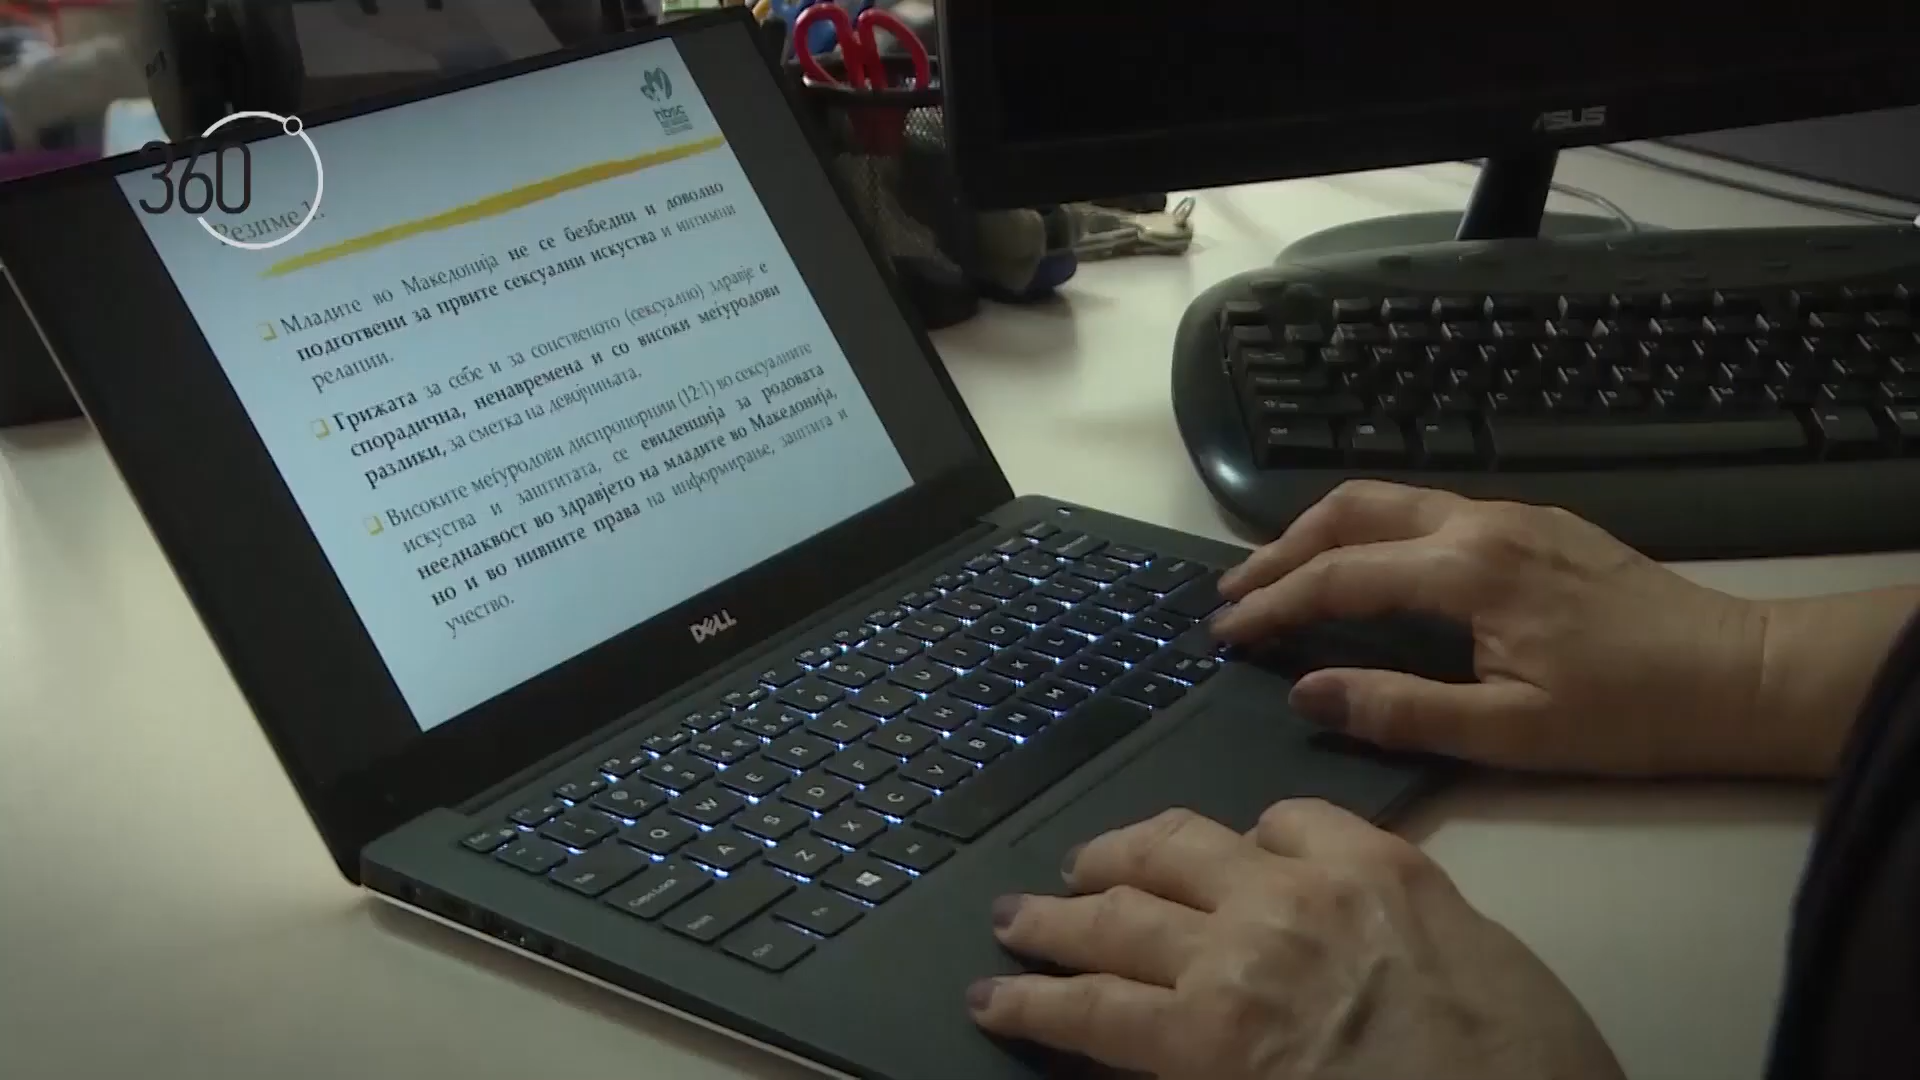 360
hbsc
Резиме 1.
Младите во Македонија не се безбедни и доволно
подготвени за првите сексуални искуства и интимни
релации.
Грижата за себе и за сопственото (сексуално) здравје е
спорадична, ненавремена и со високи меѓуродови
разлики, за сметка на девојчињата.
Високите меѓуродови диспропорции (12:1) во сексуалните
искуства и заштитата, се евиденција за родовата
нееднаквост во здравјето на младите во Македонија,
но и во нивните права на информирање, заштита и
учество.
DELL
ASUS